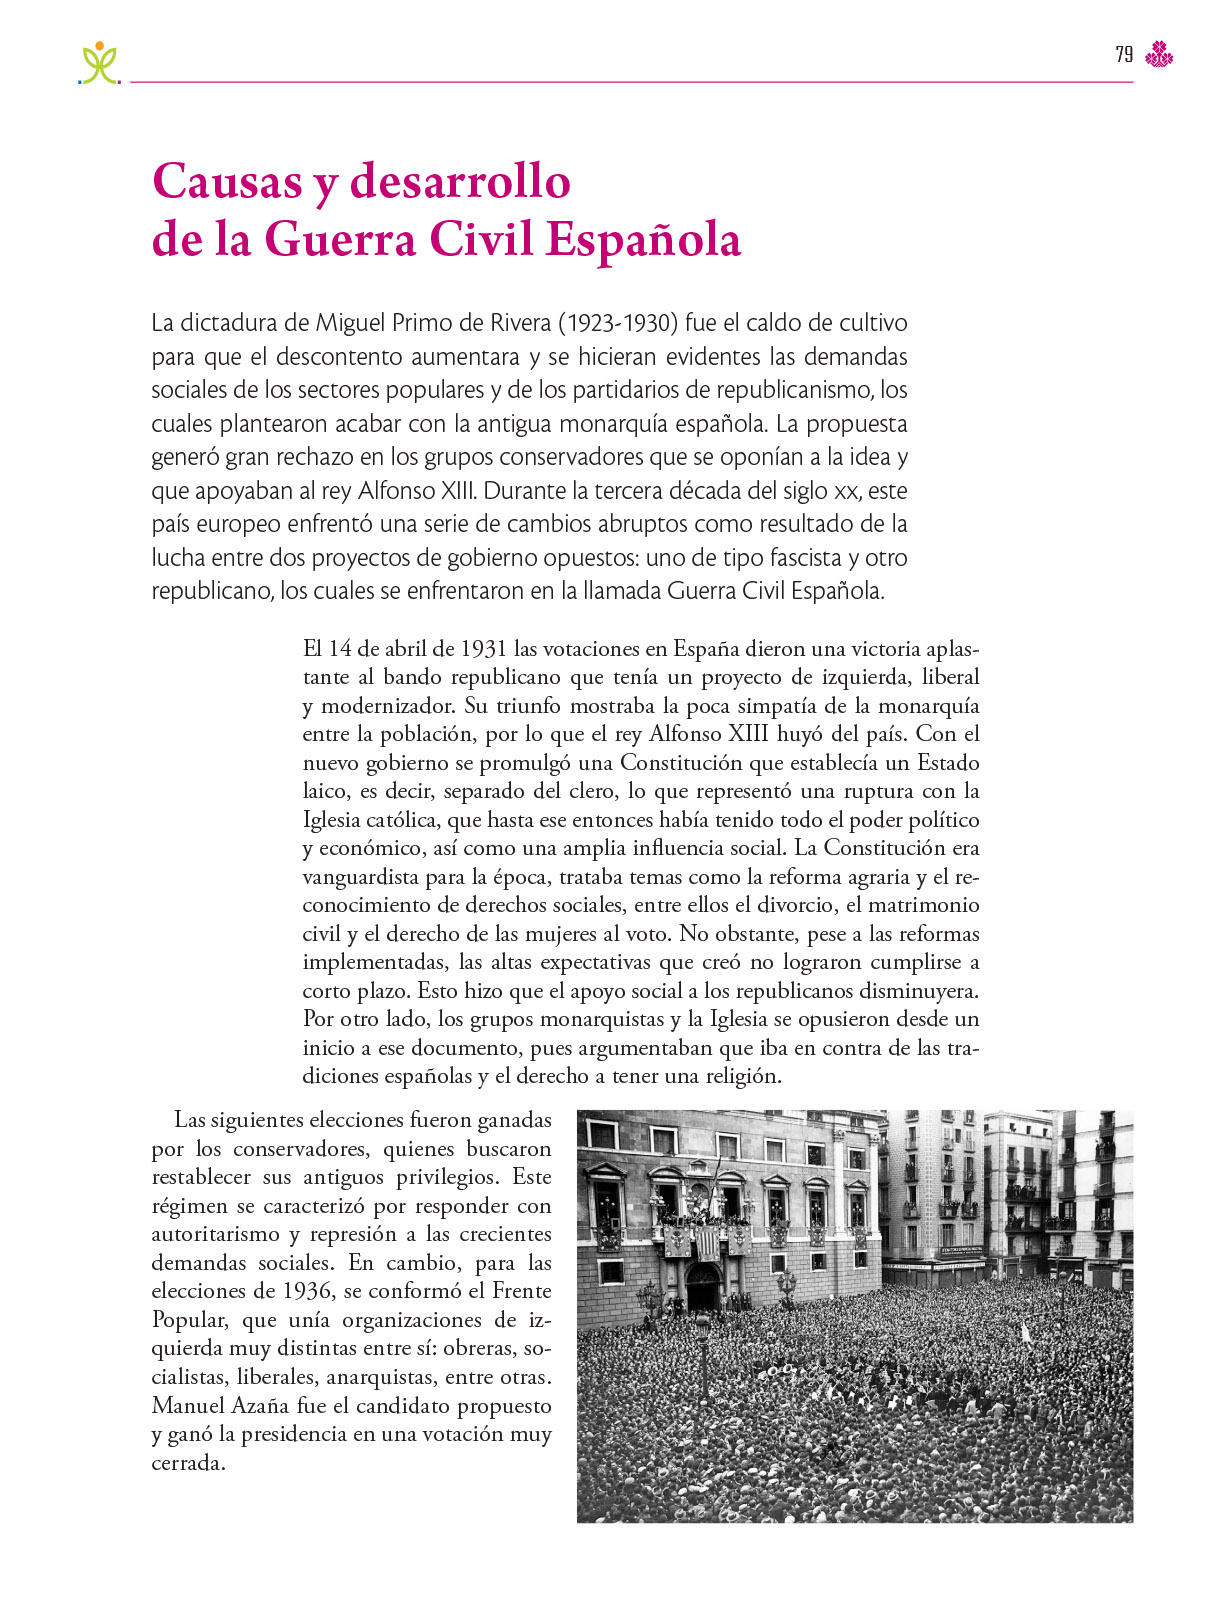 79
Causas y desarrollo
de la Guerra Civil Española
La dictadura de Miguel Primo de Rivera (1923-1930) fue el caldo de cultivo
para que el descontento aumentara y se hicieran evidentes las demandas
sociales de los sectores populares y de los partidarios de republicanismo, los
cuales plantearon acabar con la antigua monarquía española. La propuesta
generó gran rechazo en los grupos conservadores que se oponían a la idea y
que apoyaban al rey Alfonso XIII. Durante la tercera década del siglo XX, este
país europeo enfrentó una serie de cambios abruptos como resultado de la
lucha entre dos proyectos de gobierno opuestos: uno de tipo fascista y otro
republicano, los cuales se enfrentaron en la llamada Guerra Civil Española.
El 14 de abril de 1931 las votaciones en España dieron una victoria aplas-
tante al bando republicano que tenía un proyecto de izquierda, liberal
y modernizador. Su triunfo mostraba la poca simpatía de la monarquía
entre la población, por lo que el rey Alfonso XIII huyó del país. Con el
nuevo gobierno se promulgó una Constitución que establecía un Estado
laico, es decir, separado del clero, lo que representó una ruptura con la
Iglesia católica, que hasta ese entonces había tenido todo el poder político
y económico, así como una amplia influencia social. La Constitución era
vanguardista para la época, trataba temas como la reforma agraria y el re-
conocimiento de derechos sociales, entre ellos el divorcio, el matrimonio
civil y el derecho de las mujeres al voto. No obstante, pese a las reformas
implementadas, las altas expectativas que creó no lograron cumplirse a
corto plazo. Esto hizo que el apoyo social a los republicanos disminuyera.
Por otro lado, los grupos monarquistas y la Iglesia se opusieron desde un
inicio a ese documento, pues argumentaban que iba en contra de las tra-
diciones españolas y el derecho a tener una religión.
Las siguientes elecciones fueron ganadas
por los conservadores, quienes buscaron
restablecer sus antiguos privilegios. Este
régimen se caracterizó por responder con
autoritarismo y represión a las crecientes
demandas sociales. En cambio, para las
elecciones de 1936, se conformó el Frente
Popular, que unía organizaciones de iz-
quierda muy distintas entre sí: obreras, so-
cialistas, liberales, anarquistas, entre otras.
Manuel Azaña fue el candidato propuesto
y ganó la presidencia en una votación muy
cerrada.